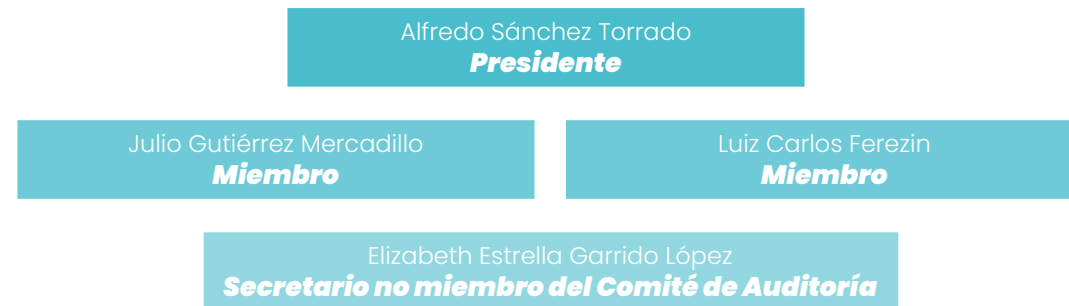 Alfredo Sánchez Torrado
Presidente
Julio Gutiérrez Mercadillo
Miembro
Luiz Carlos Ferezin
Miembro
Elizabeth Estrella Garrido López
Secretario no miembro del Comité de Auditoría